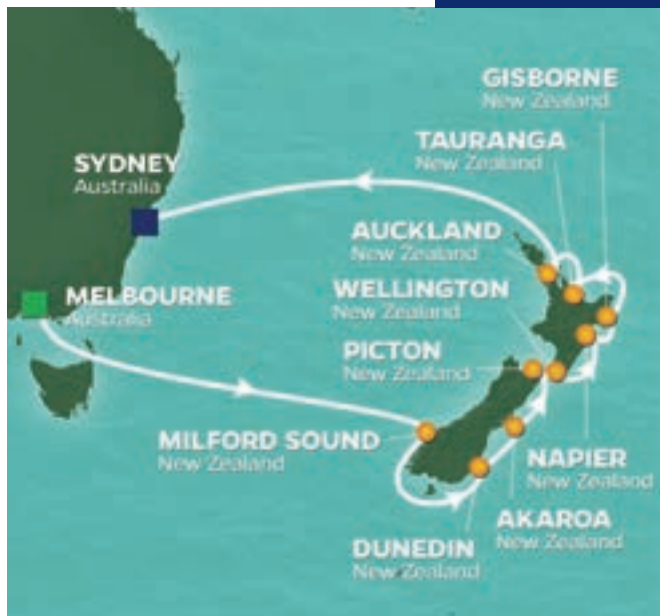 GISBORNE
New Zealand
TAURANGA
New Zealand
SYDNEY
Australia
AUCKLAND
New Zealand
WELLINGTON
New Zealand
MELBOURNE
Australia
PICTON
New Zealand
MILFORD SOUND
New Zealand
NAPIER
New Zealand
AKAROA
New Zealand
DUNEDIN
New Zealand